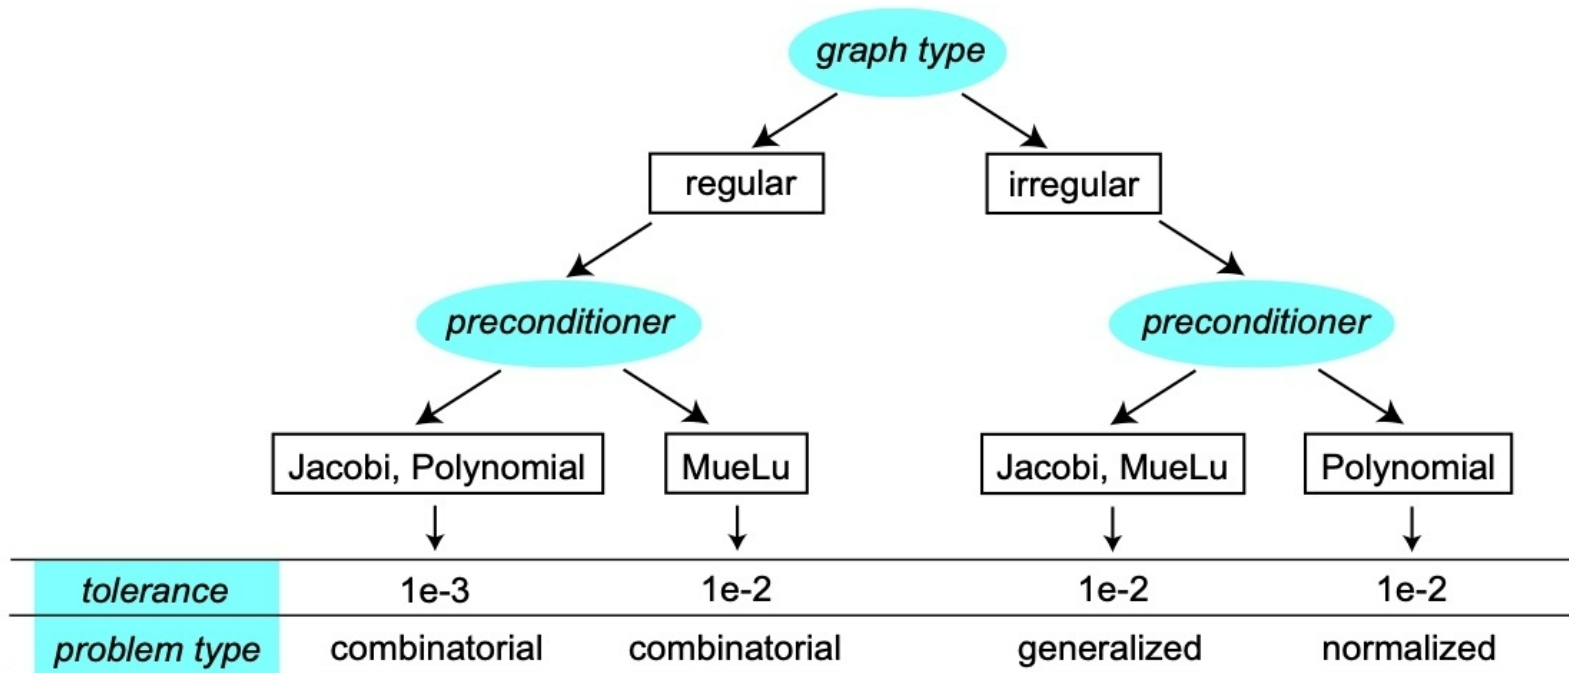 graph type
regular irregular
preconditioner preconditioner
Jacobi, Polynomial MueLu Jacobi, MueLu Polynomial
tolerance 1e-3 1e-2 1e-2 1e-2
problem type combinatorial combinatorial generalized normalized